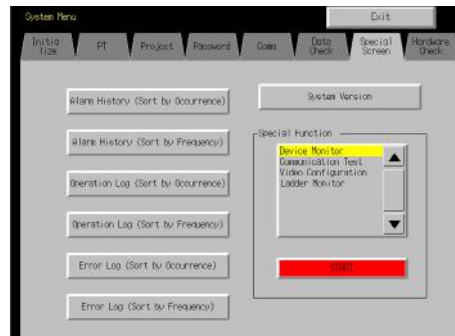 System Menu
Exit
Initia
lize
PT
Project
Password
Comm
Data
Check
Special
Screen
Hardware
Check
Alarm History (Sort by Occurrence)
Alarm History (Sort by Frequency)
Operation Log (Sort by Occurrence)
Operation Log (Sort by Frequency)
Error Log (Sort by Occurrence)
Error Log (Sort by Frequency)
System Version
Special Function
Device Monitor
Communication Test
Video Configuration
Ladder Monitor
START